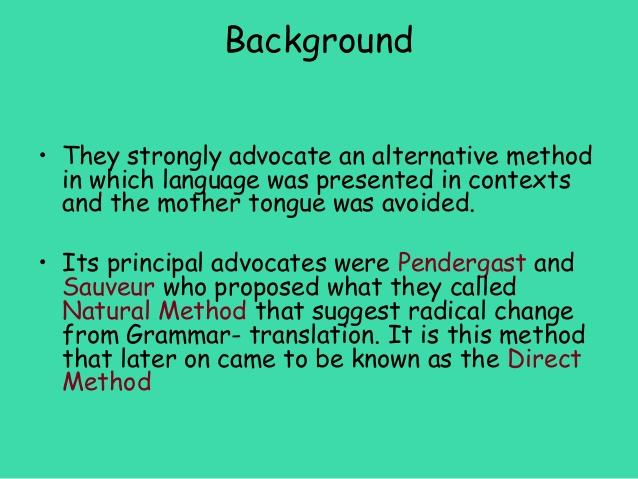 Background
• They strongly advocate an alternative method
in which language was presented in contexts
and the mother tongue was avoided.
• Its principal advocates were Pendergast and
Sauveur who proposed what they called
Natural Method that suggest radical change
from Grammar- translation. It is this method
that later on came to be known as the Direct
Method